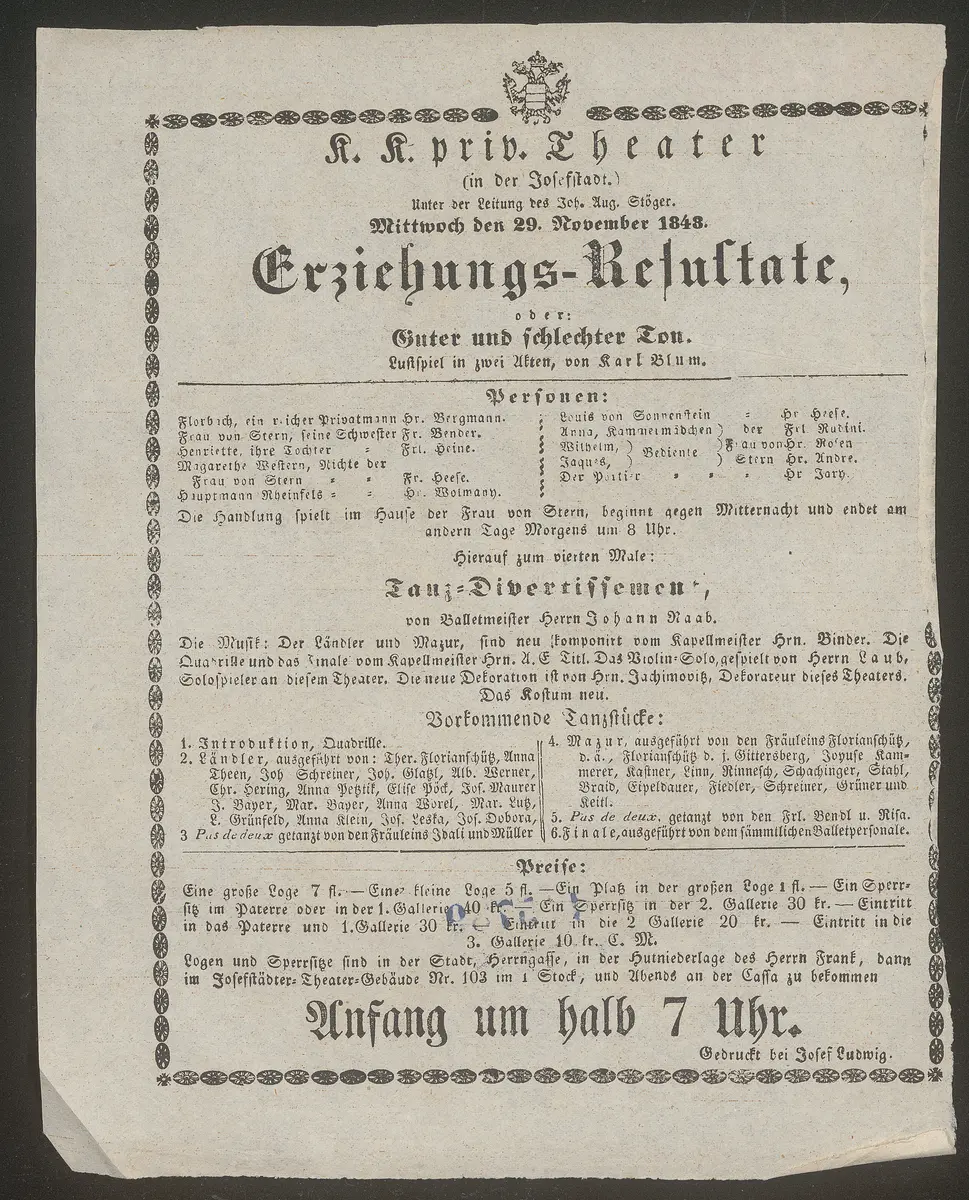 K. K. priv. Theater
(in der Josefstadt.)
Unter der Leitung des Joh. Aug. Stöger.
Mittwoch den 29. November 1848.
Erziehungs-Resultate,
oder:
Guter und schlechter Ton.
Lustspiel in zwei Akten, von Karl Blum.
Personen:
Florbach, ein reicher Privatmann Hr. Bergmann.
Frau von Stern, seine Schwester Fr. Bender.
Henriette, ihre Tochter = Frl. Heine.
Magarethe Western, Nichte der
Frau von Stern = = Fr. Heese.
Hauptmann Rheinfels = = Hr. Wolmany.
Louis von Sonnenstein = Hr Heese.
Anna, Kammermädchen ) der Frl. Rudini.
Wilhelm, ) Bediente )Frau von Hr. Rosen
Jaques, ) ) Stern Hr. Andre.
Der Portier = = = Hr Jary.
Die Handlung spielt im Hause der Frau von Stern, beginnt gegen Mitternacht und endet am
andern Tage Morgens um 8 Uhr.
Hierauf zum vierten Male:
Tanz=Divertissement,
von Balletmeister Herrn Johann Raab.
Die Musik: Der Ländler und Mazur, sind neu komponirt vom Kapellmeister Hrn. Binder. Die
Quadrille und das Finale vom Kapellmeister Hrn. A. E Titl. Das Violin-Solo, gespielt von Herrn Laub,
Solospieler an diesem Theater. Die neue Dekoration ist von Hrn. Jachimovitz, Dekorateur dieses Theaters.
Das Kostum neu.
Vorkommende Tanzstücke:
1. Introduktion, Quadrille.
2. Ländler, ausgeführt von: Ther. Florianschütz, Anna
Theen, Joh Schreiner, Joh. Glatzl, Alb. Werner,
Chr. Hering, Anna Petztik, Elise Pöck, Jos. Maurer
J. Bayer, Mar. Bayer, Anna Worel, Mar. Lutz,
L. Grünfeld, Anna Klein, Jos. Leska, Jos. Dobora,
3 Pas de deux getanzt von den Fräuleins Idali und Müller
4. Mazur, ausgeführt von den Fräuleins Florianschütz,
d. ä., Florianschütz d. j. Gittersberg, Jopuse Kam-
merer, Kastner, Linn, Rinnesch, Schachinger, Stahl,
Braid, Eipeldauer, Fiedler, Schreiner, Grüner und
Keitl.
5. Pas de deux, getanzt von den Frl. Bendl u. Risa.
6. Finale, ausgeführt von dem sämmtlichen Balletpersonale.
Preise:
Eine große Loge 7 fl. — Eine kleine Loge 5 fl. — Ein Platz in der großen Loge 1 fl. — Ein Sperr-
sitz im Paterre oder in der 1. Gallerie 40 kr. — Ein Sperrsitz in der 2. Gallerie 30 kr. — Eintritt
in das Paterre und 1. Gallerie 30 kr. — Eintritt in die 2 Gallerie 20 kr. — Eintritt in die
3. Gallerie 10 kr. C. M.
Logen und Sperrsitze sind in der Stadt, Herrngasse, in der Hutniederlage des Herrn Frank, dann
im Josefstädter-Theater-Gebäude Nr. 103 im 1 Stock, und Abends an der Cassa zu bekommen
Anfang um halb 7 Uhr.
Gedruckt bei Josef Ludwig.